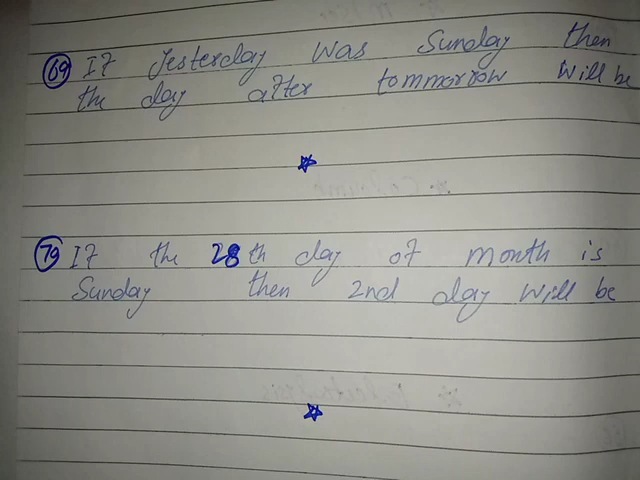 69 If yesterday was Sunday then
the day after tommorrow will be
79 If the 28th day of month is
Sunday then 2nd day will be